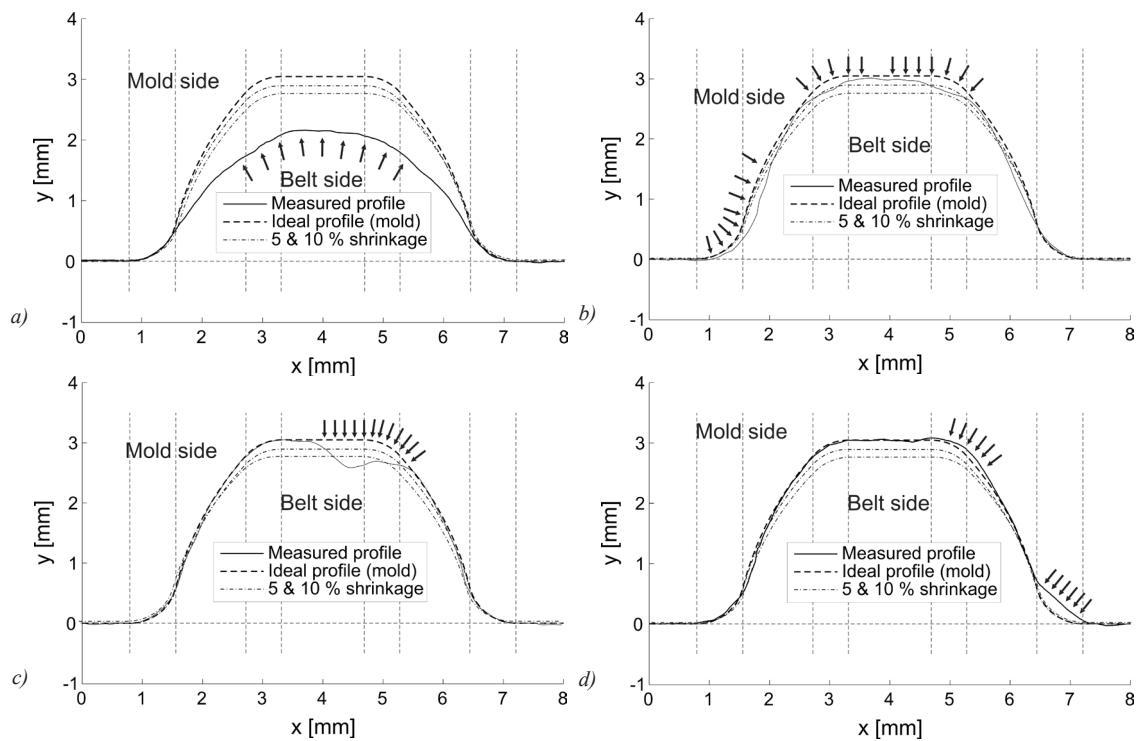 4
3
2
1
0
-1
y [mm]
Mold side
Belt side
Measured profile
Ideal profile (mold)
5 & 10 % shrinkage
0 1 2 3 4 5 6 7 8
x [mm]
a)
4
3
2
1
0
-1
y [mm]
Mold side
Belt side
Measured profile
Ideal profile (mold)
5 & 10 % shrinkage
0 1 2 3 4 5 6 7 8
x [mm]
b)
4
3
2
1
0
-1
y [mm]
Mold side
Belt side
Measured profile
Ideal profile (mold)
5 & 10 % shrinkage
0 1 2 3 4 5 6 7 8
x [mm]
c)
4
3
2
1
0
-1
y [mm]
Mold side
Belt side
Measured profile
Ideal profile (mold)
5 & 10 % shrinkage
0 1 2 3 4 5 6 7 8
x [mm]
d)